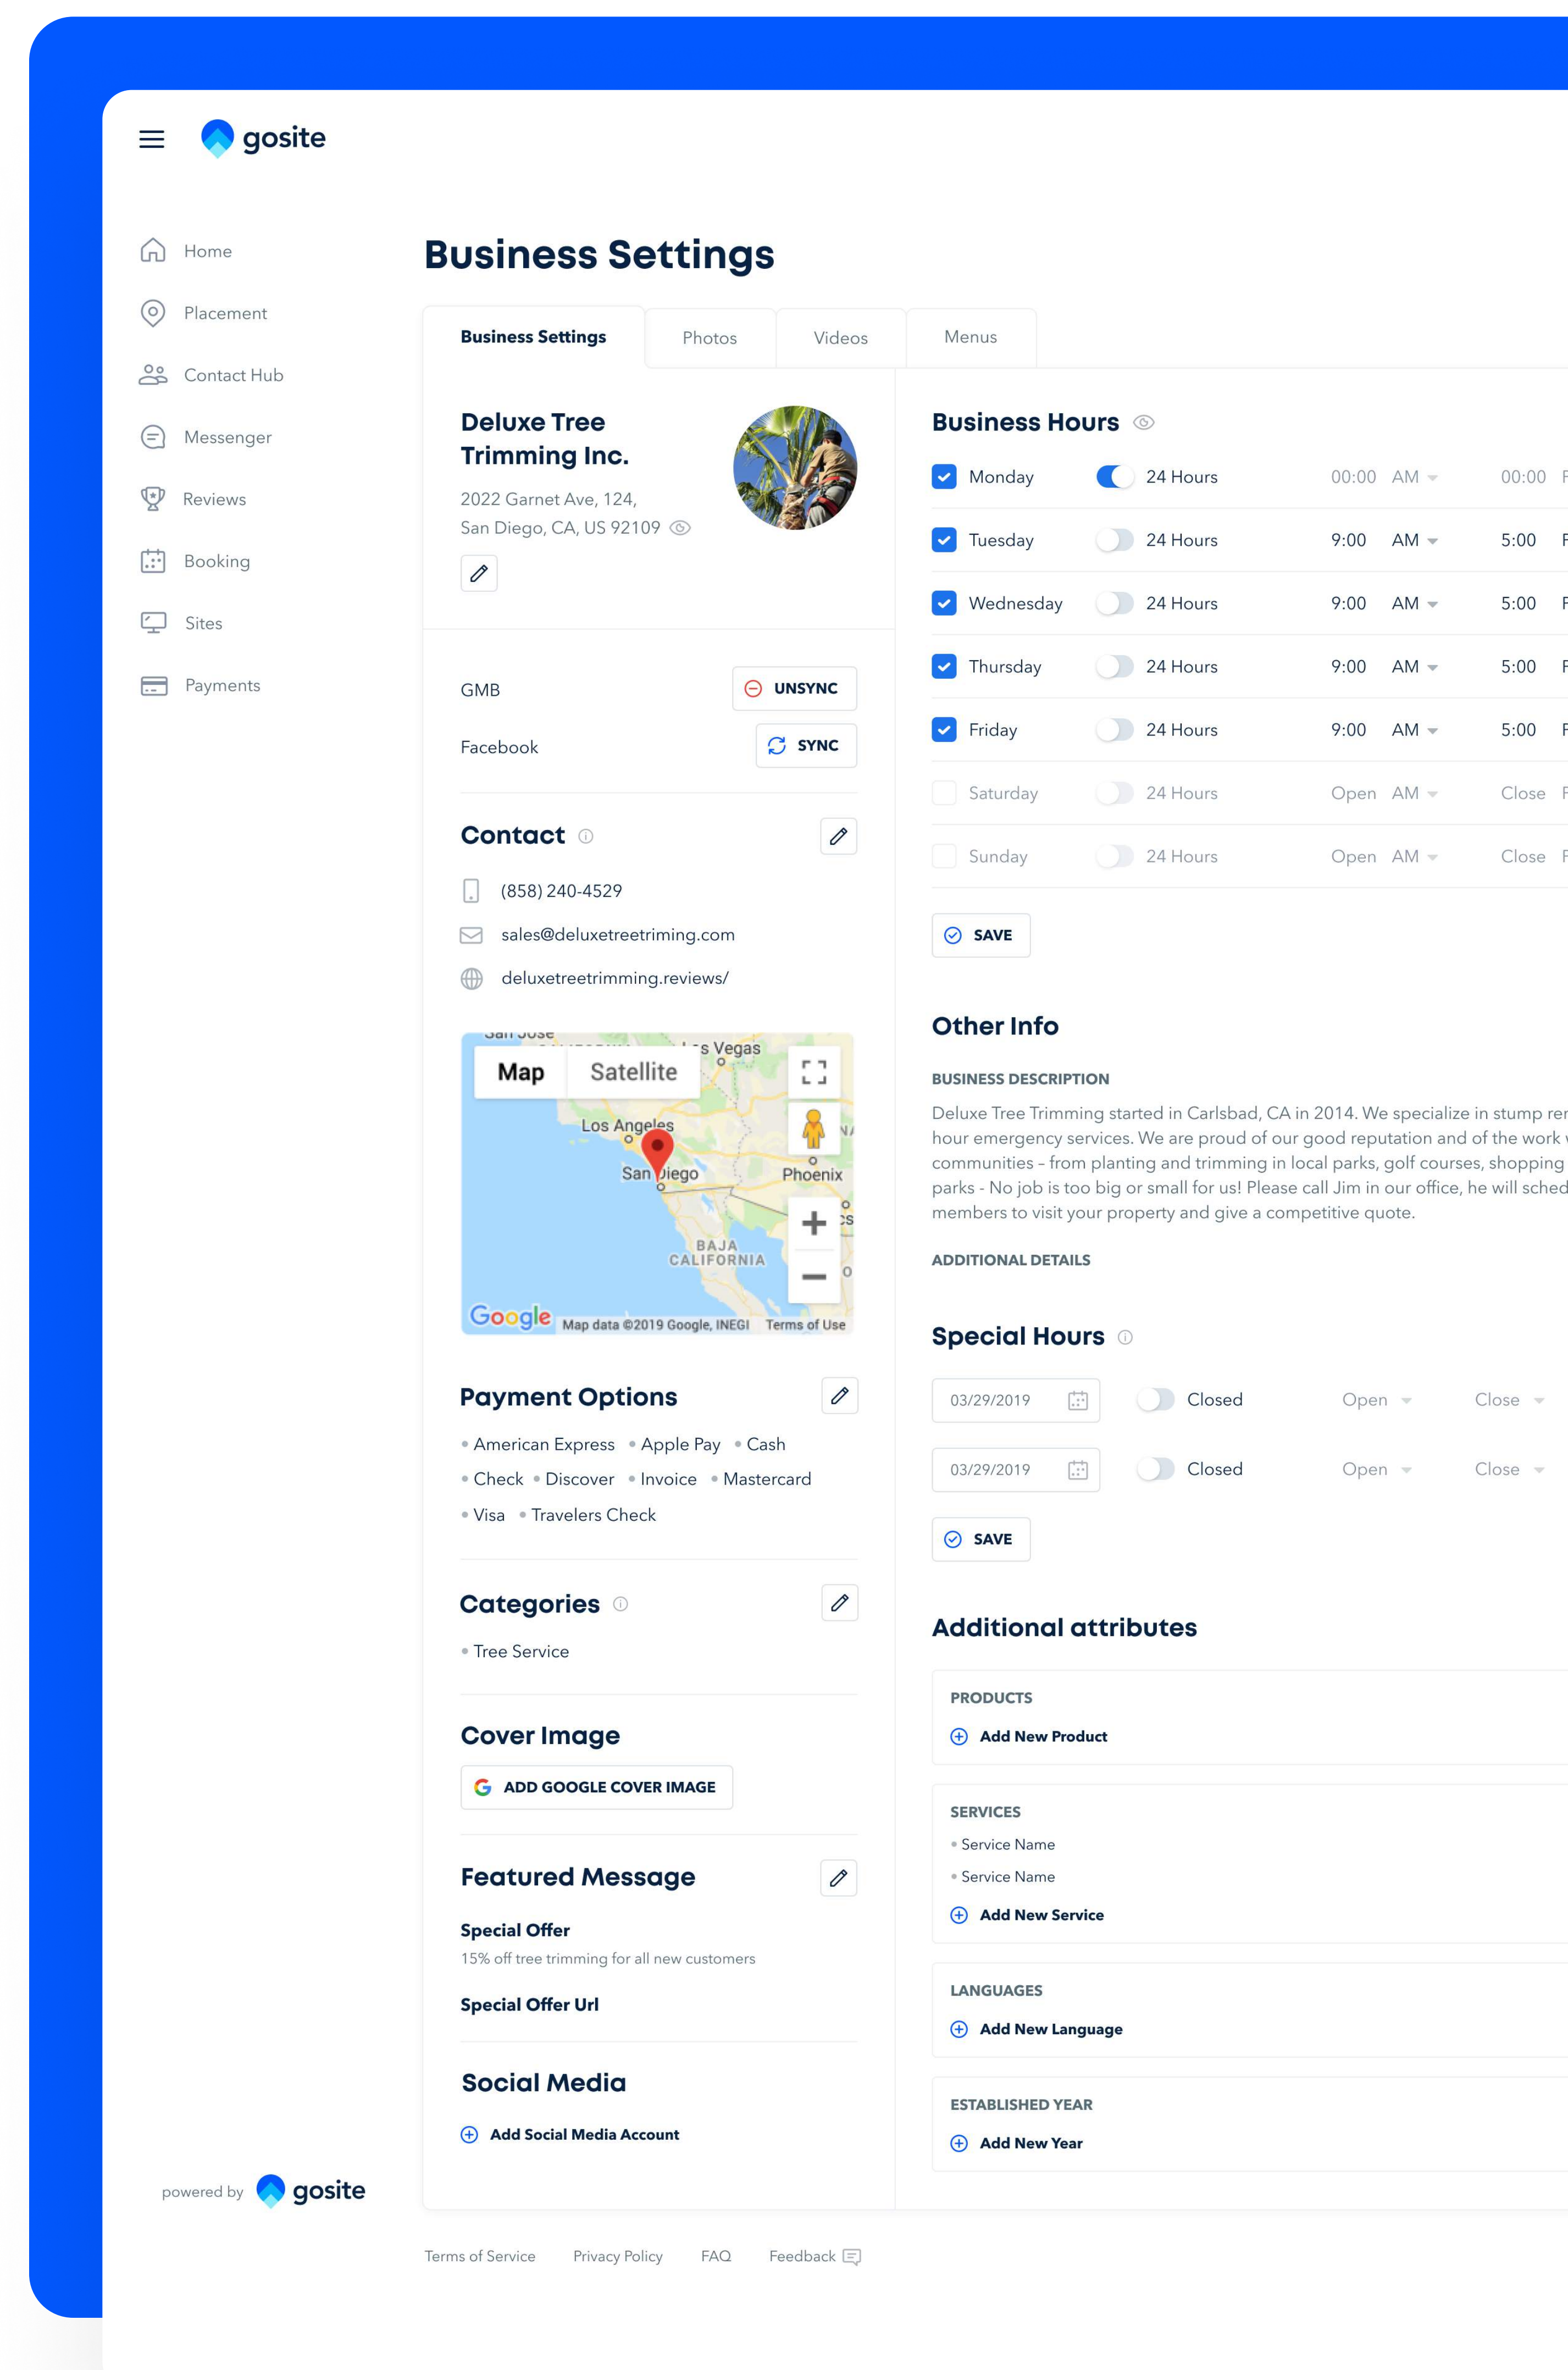 gosite
Home
Placement
Contact Hub
Messenger
Reviews
Booking
Sites
Payments
Business Settings
Business Settings Photos Videos Menus
Deluxe Tree
Trimming Inc.
2022 Garnet Ave, 124,
San Diego, CA, US 92109
GMB UNSYNC
Facebook SYNC
Contact
(858) 240-4529
sales@deluxetreetriming.com
deluxetreetrimming.reviews/
San Jose
Vegas
Map Satellite
Los Angeles
San Diego
Phoenix
BAJA
CALIFORNIA
Google Map data ©2019 Google, INEGI Terms of Use
Payment Options
• American Express • Apple Pay • Cash
• Check • Discover • Invoice • Mastercard
• Visa • Travelers Check
Categories
• Tree Service
Cover Image
ADD GOOGLE COVER IMAGE
Featured Message
Special Offer
15% off tree trimming for all new customers
Special Offer Url
Social Media
Add Social Media Account
Business Hours
Monday 24 Hours 00:00 AM 00:00
Tuesday 24 Hours 9:00 AM 5:00
Wednesday 24 Hours 9:00 AM 5:00
Thursday 24 Hours 9:00 AM 5:00
Friday 24 Hours 9:00 AM 5:00
Saturday 24 Hours Open AM Close
Sunday 24 Hours Open AM Close
SAVE
Other Info
BUSINESS DESCRIPTION
Deluxe Tree Trimming started in Carlsbad, CA in 2014. We specialize in stump
hour emergency services. We are proud of our good reputation and of the work
communities – from planting and trimming in local parks, golf courses, shopping
parks - No job is too big or small for us! Please call Jim in our office, he will
members to visit your property and give a competitive quote.
ADDITIONAL DETAILS
Special Hours
03/29/2019 Closed Open Close
03/29/2019 Closed Open Close
SAVE
Additional attributes
PRODUCTS
Add New Product
SERVICES
• Service Name
• Service Name
Add New Service
LANGUAGES
Add New Language
ESTABLISHED YEAR
Add New Year
powered by gosite
Terms of Service Privacy Policy FAQ Feedback